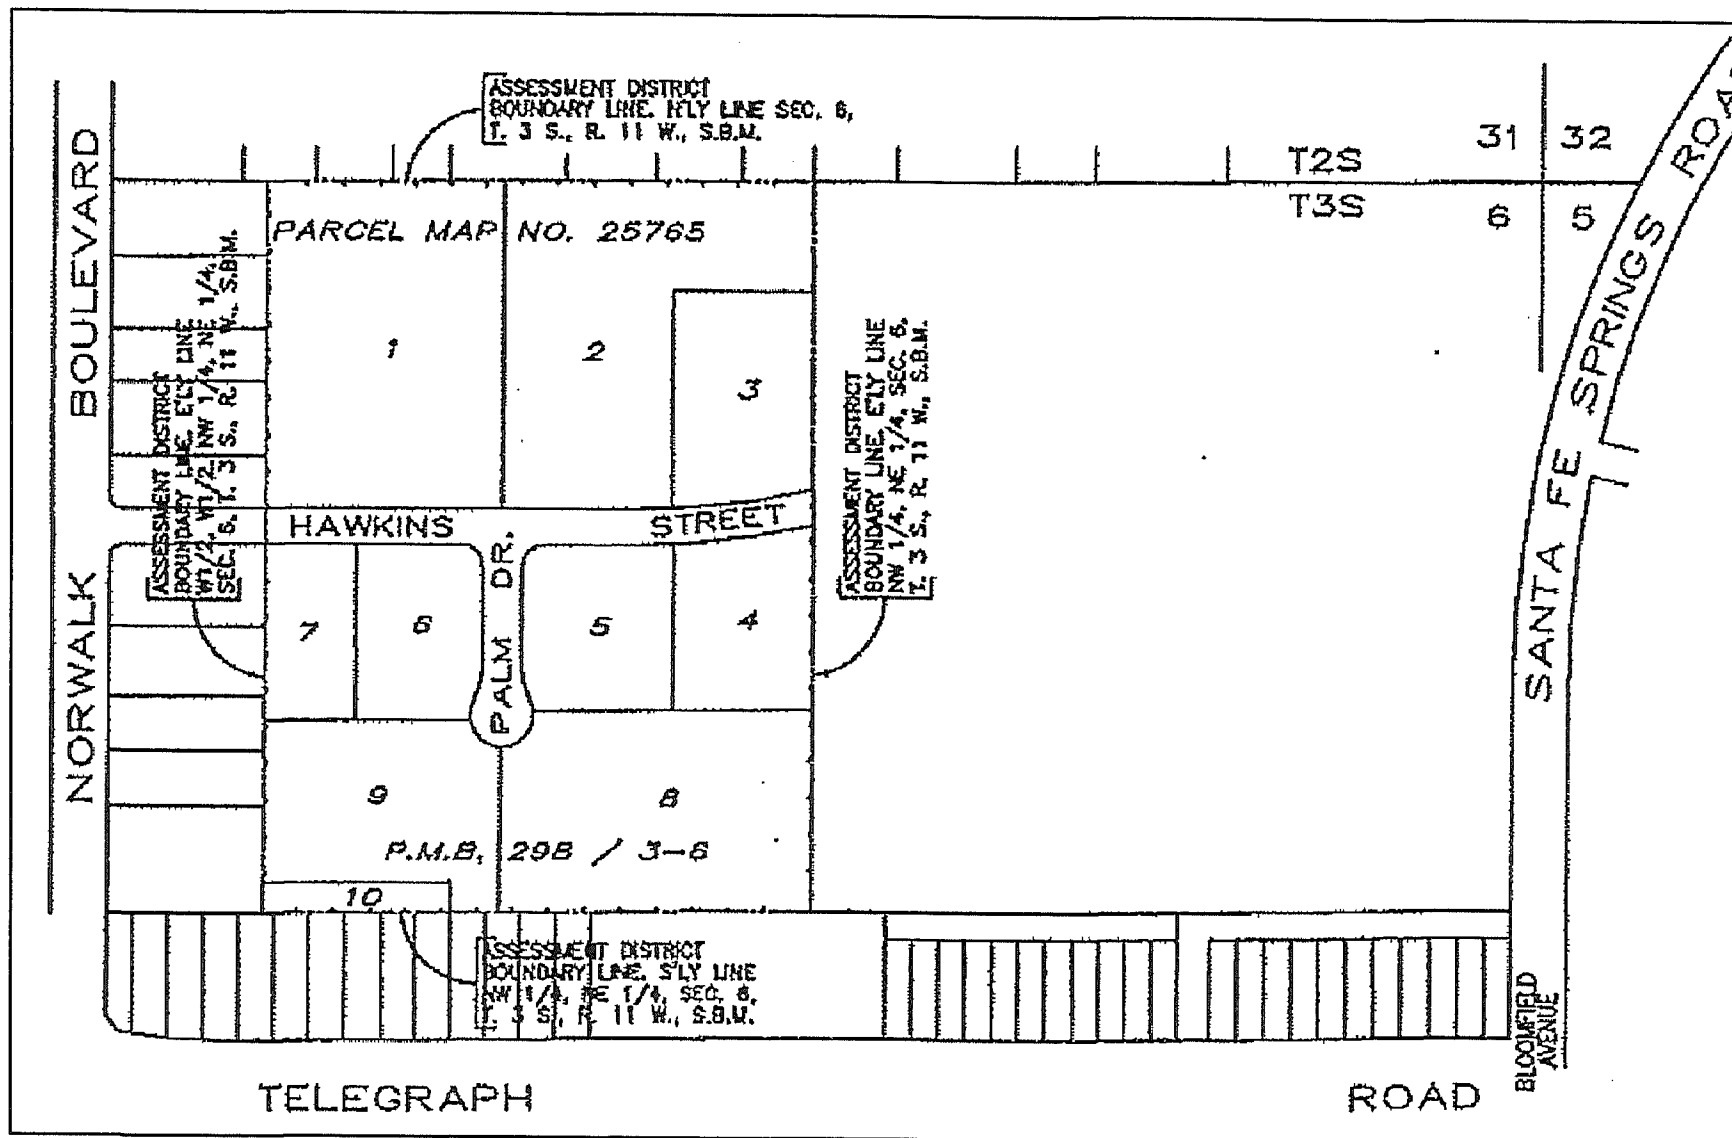 ASSESSMENT DISTRICT
BOUNDARY LINE. N'LY LINE SEC. 6,
T. 3 S., R. 11 W., S.B.M.
31 32
T2S
T3S
6 5
PARCEL MAP NO. 25765
1
2
3
NORWALK BOULEVARD
ASSESSMENT DISTRICT
BOUNDARY LINE. E'LY LINE
W1/2, W1/2, NW 1/4, NE 1/4,
SEC. 6, T. 3 S., R. 11 W., S.B.M.
ASSESSMENT DISTRICT
BOUNDARY LINE. E'LY LINE
NW 1/4, NE 1/4, SEC. 6,
T. 3 S., R. 11 W., S.B.M.
HAWKINS STREET
PALM DR.
7
6
5
4
9
8
P.M.B. 298 / 3-6
10
ASSESSMENT DISTRICT
BOUNDARY LINE. S'LY LINE
NW 1/4, NE 1/4, SEC. 6,
T. 3 S., R. 11 W., S.B.M.
SANTA FE SPRINGS ROAD
BLOOMFIELD
AVENUE
TELEGRAPH ROAD